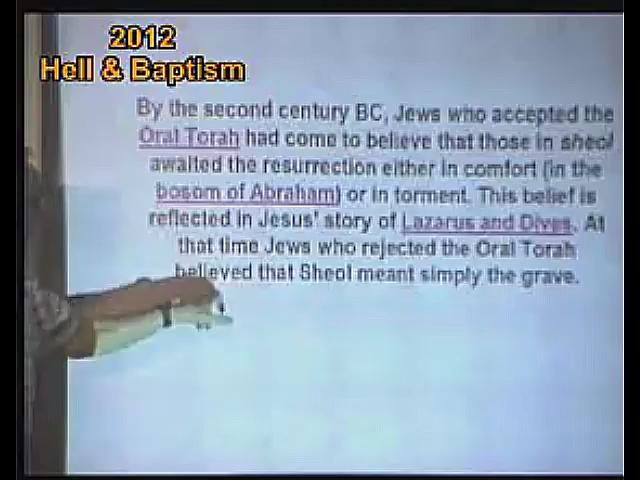 2012
Hell & Baptism
By the second century BC, Jews who accepted the
Oral Torah had come to believe that those in sheol
awaited the resurrection either in comfort (in the
bosom of Abraham) or in torment. This belief is
reflected in Jesus' story of Lazarus and Dives. At
that time Jews who rejected the Oral Torah
believed that Sheol meant simply the grave.